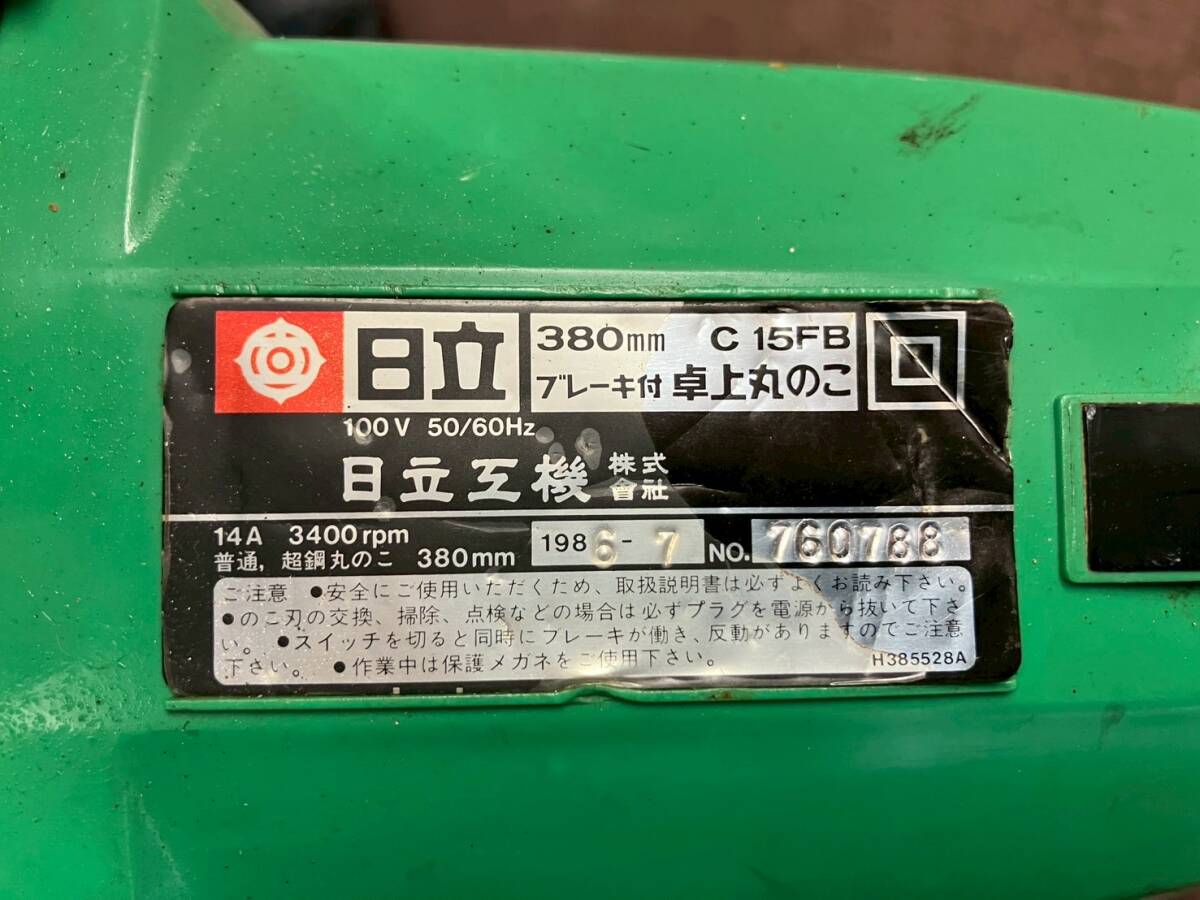 日立
380mm C 15FB
ブレーキ付 卓上丸のこ
100V 50/60Hz
日立工機 株式會社
14A 3400rpm
普通, 超鋼丸のこ 380mm
1986-7 NO. 760788
ご注意 ●安全にご使用いただくため、取扱説明書は必ずよくお読み下さい。
●のこ刃の交換、掃除、点検などの場合は必ずプラグを電源から抜いて下さ
い。 ●スイッチを切ると同時にブレーキが働き、反動がありますのでご注意
下さい。 ●作業中は保護メガネをご使用下さい。
H385528A